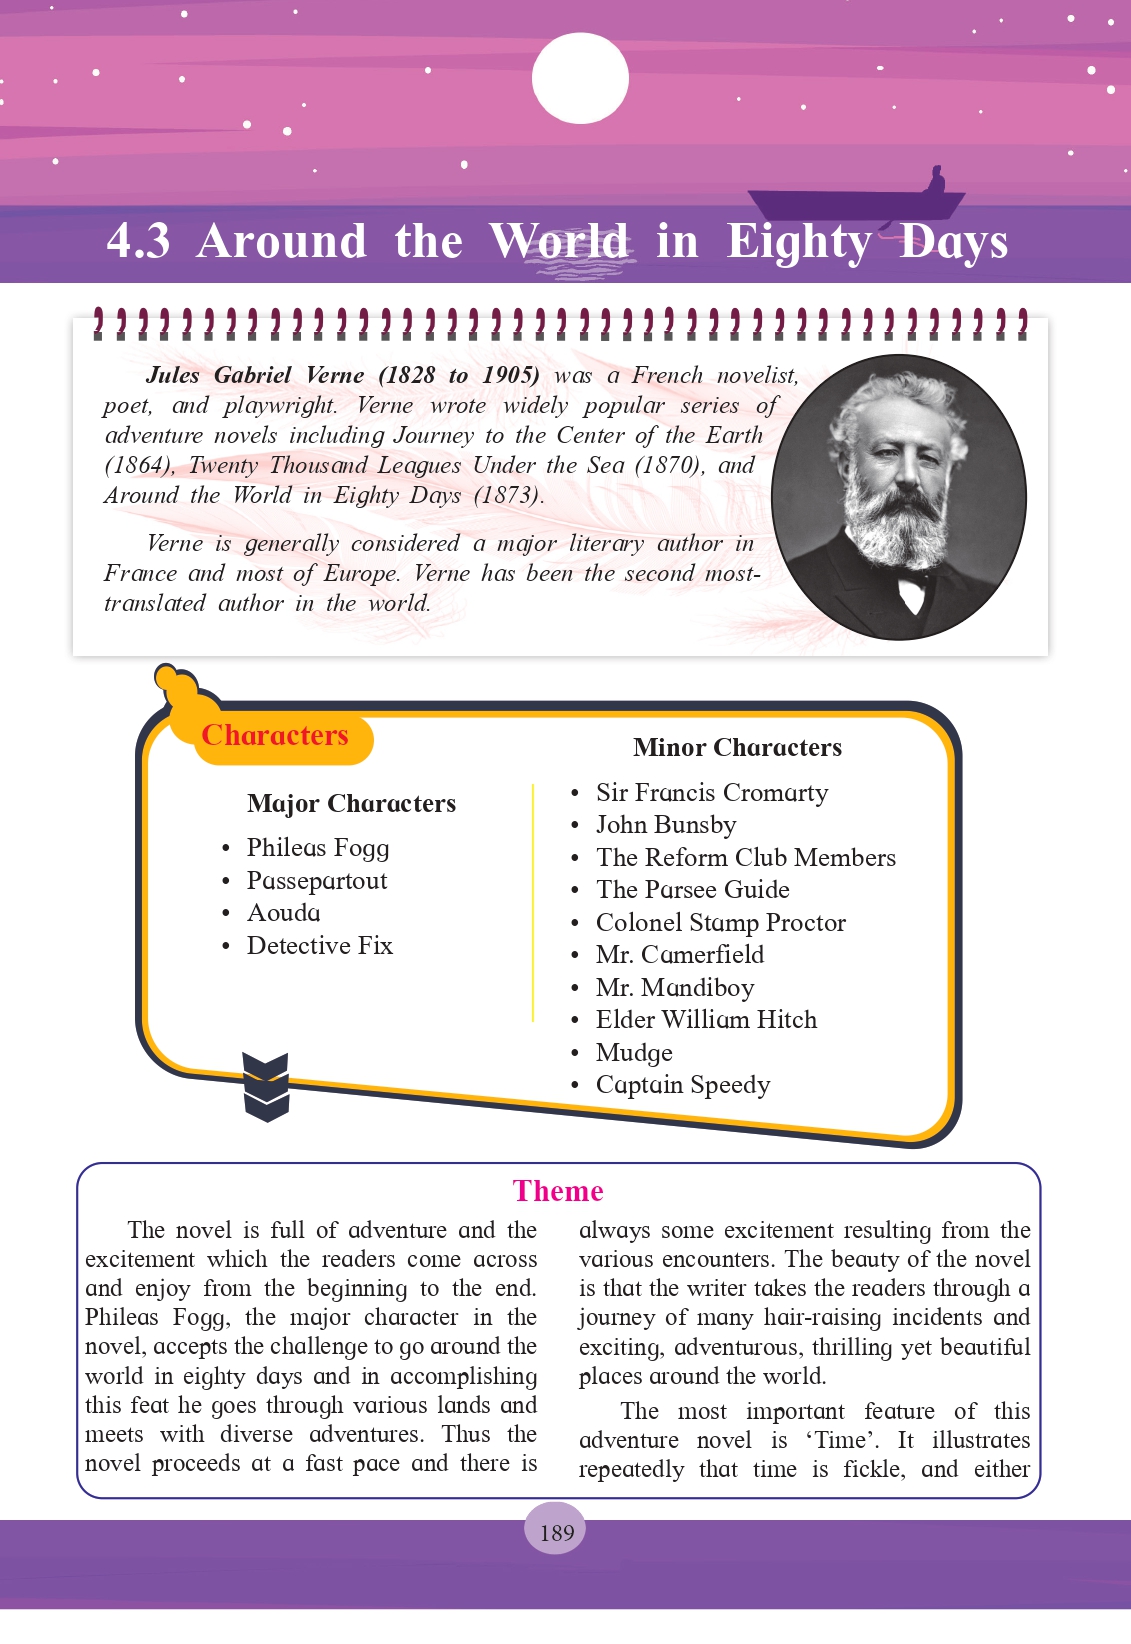 4.3 Around the World in Eighty Days
Jules Gabriel Verne (1828 to 1905) was a French novelist,
poet, and playwright. Verne wrote widely popular series of
adventure novels including Journey to the Center of the Earth
(1864), Twenty Thousand Leagues Under the Sea (1870), and
Around the World in Eighty Days (1873).
Verne is generally considered a major literary author in
France and most of Europe. Verne has been the second most-
translated author in the world.
Characters
Major Characters
• Phileas Fogg
• Passepartout
• Aouda
• Detective Fix
Minor Characters
• Sir Francis Cromarty
• John Bunsby
• The Reform Club Members
• The Parsee Guide
• Colonel Stamp Proctor
• Mr. Camerfield
• Mr. Mandiboy
• Elder William Hitch
• Mudge
• Captain Speedy
Theme
The novel is full of adventure and the
excitement which the readers come across
and enjoy from the beginning to the end.
Phileas Fogg, the major character in the
novel, accepts the challenge to go around the
world in eighty days and in accomplishing
this feat he goes through various lands and
meets with diverse adventures. Thus the
novel proceeds at a fast pace and there is
always some excitement resulting from the
various encounters. The beauty of the novel
is that the writer takes the readers through a
journey of many hair-raising incidents and
exciting, adventurous, thrilling yet beautiful
places around the world.
The most important feature of this
adventure novel is ‘Time’. It illustrates
repeatedly that time is fickle, and either
189